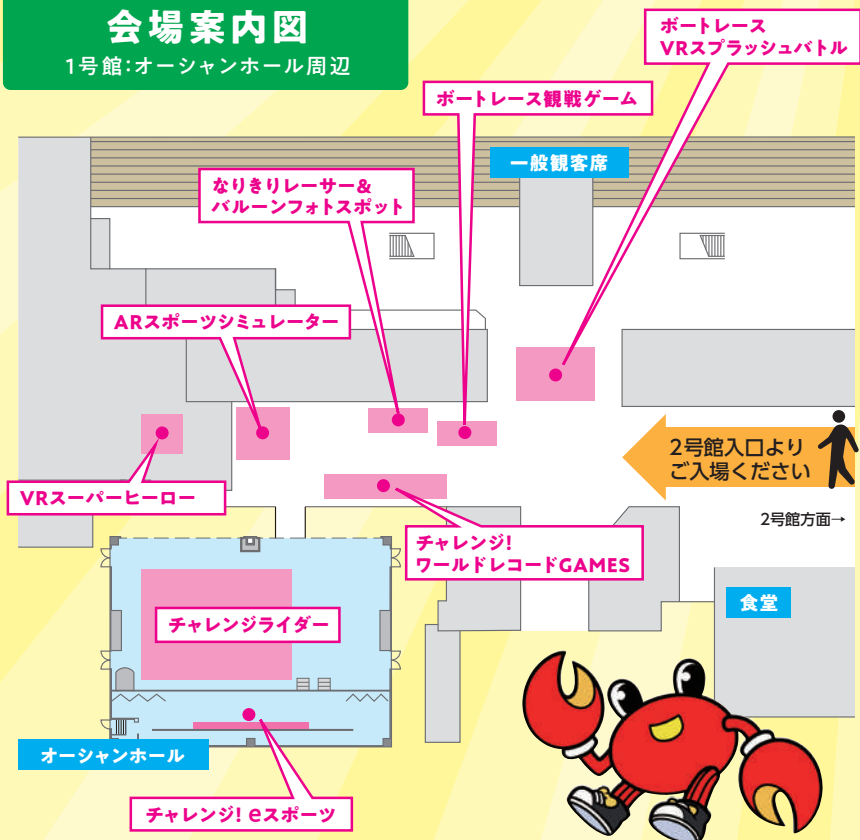 会場案内図
1号館:オーシャンホール周辺
ボートレース
VRスプラッシュバトル
ボートレース観戦ゲーム
一般観客席
なりきりレーサー&
バルーンフォトスポット
ARスポーツシミュレーター
2号館入口より
ご入場ください
VRスーパーヒーロー
2号館方面→
チャレンジ!
ワールドレコードGAMES
食堂
チャレンジライダー
オーシャンホール
チャレンジ! eスポーツ